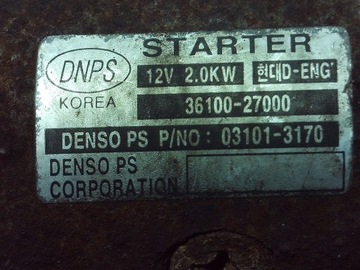 DNPS
KOREA
STARTER
12V 2.0KW 현대D-ENG'
36100-27000
DENSO PS P/NO : 03101-3170
DENSO PS
CORPORATION